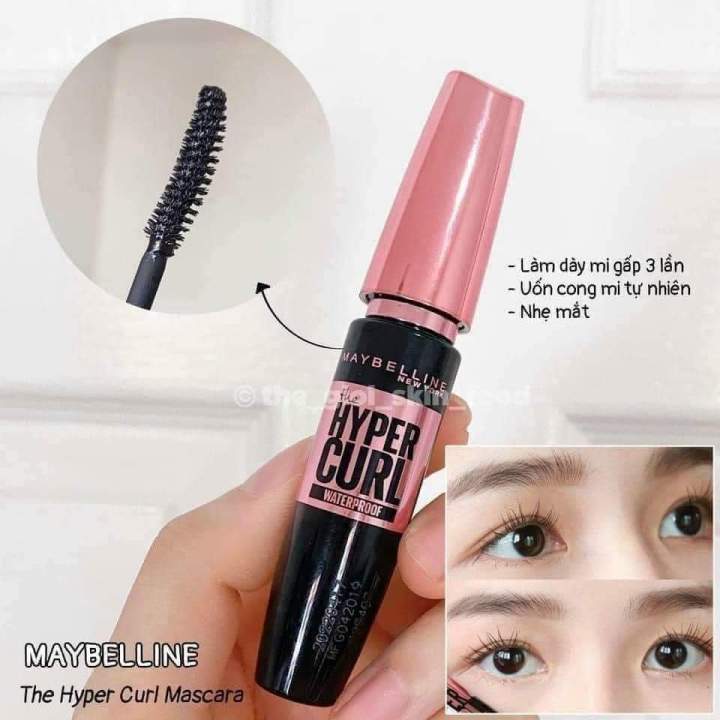 - Làm dày mi gấp 3 lần
- Uốn cong mi tự nhiên
- Nhẹ mắt
MAYBELLINE
NEW YORK
the
HYPER
CURL
WATERPROOF
MFG042019
MAYBELLINE
The Hyper Curl Mascara